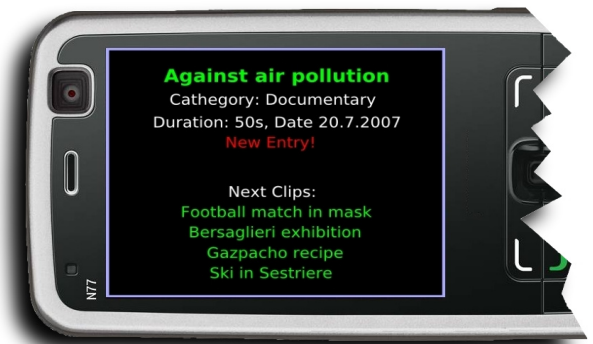 Against air pollution
Cathegory: Documentary
Duration: 50s, Date 20.7.2007
New Entry!
Next Clips:
Football match in mask
Bersaglieri exhibition
Gazpacho recipe
Ski in Sestriere
N77